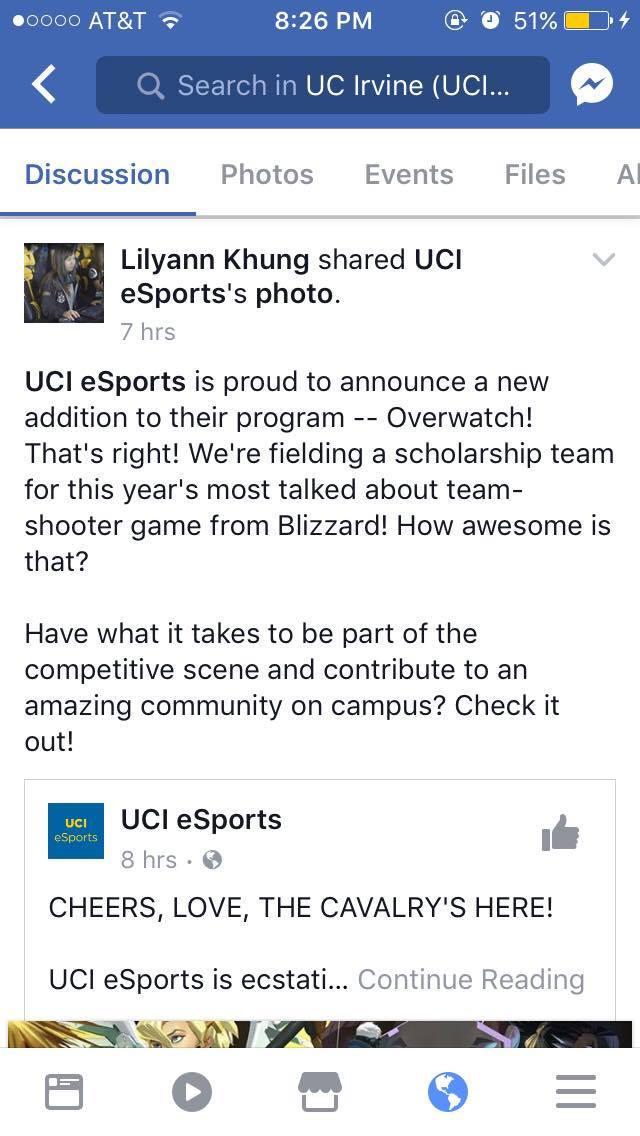 AT&T 8:26 PM 51%
Search in UC Irvine (UCI...
Discussion Photos Events Files Al
Lilyann Khung shared UCI
eSports's photo.
7 hrs
UCI eSports is proud to announce a new
addition to their program -- Overwatch!
That's right! We're fielding a scholarship team
for this year's most talked about team-
shooter game from Blizzard! How awesome is
that?
Have what it takes to be part of the
competitive scene and contribute to an
amazing community on campus? Check it
out!
UCI
eSports
UCI eSports
8 hrs ·
CHEERS, LOVE, THE CAVALRY'S HERE!
UCI eSports is ecstati... Continue Reading